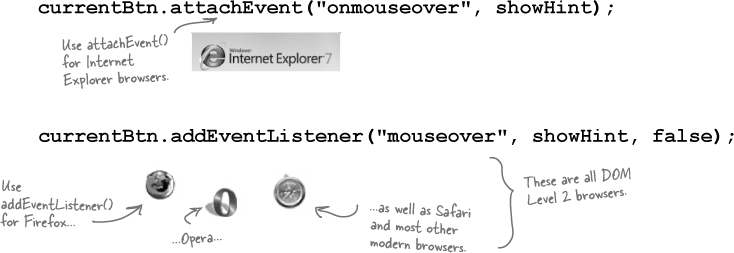 currentBtn.attachEvent("onmouseover", showHint);
Use attachEvent()
for Internet
Explorer browsers.
Windows
Internet Explorer 7
currentBtn.addEventListener("mouseover", showHint, false);
Use
addEventListener()
for Firefox...
...Opera...
...as well as Safari
and most other
modern browsers.
These are all DOM
Level 2 browsers.